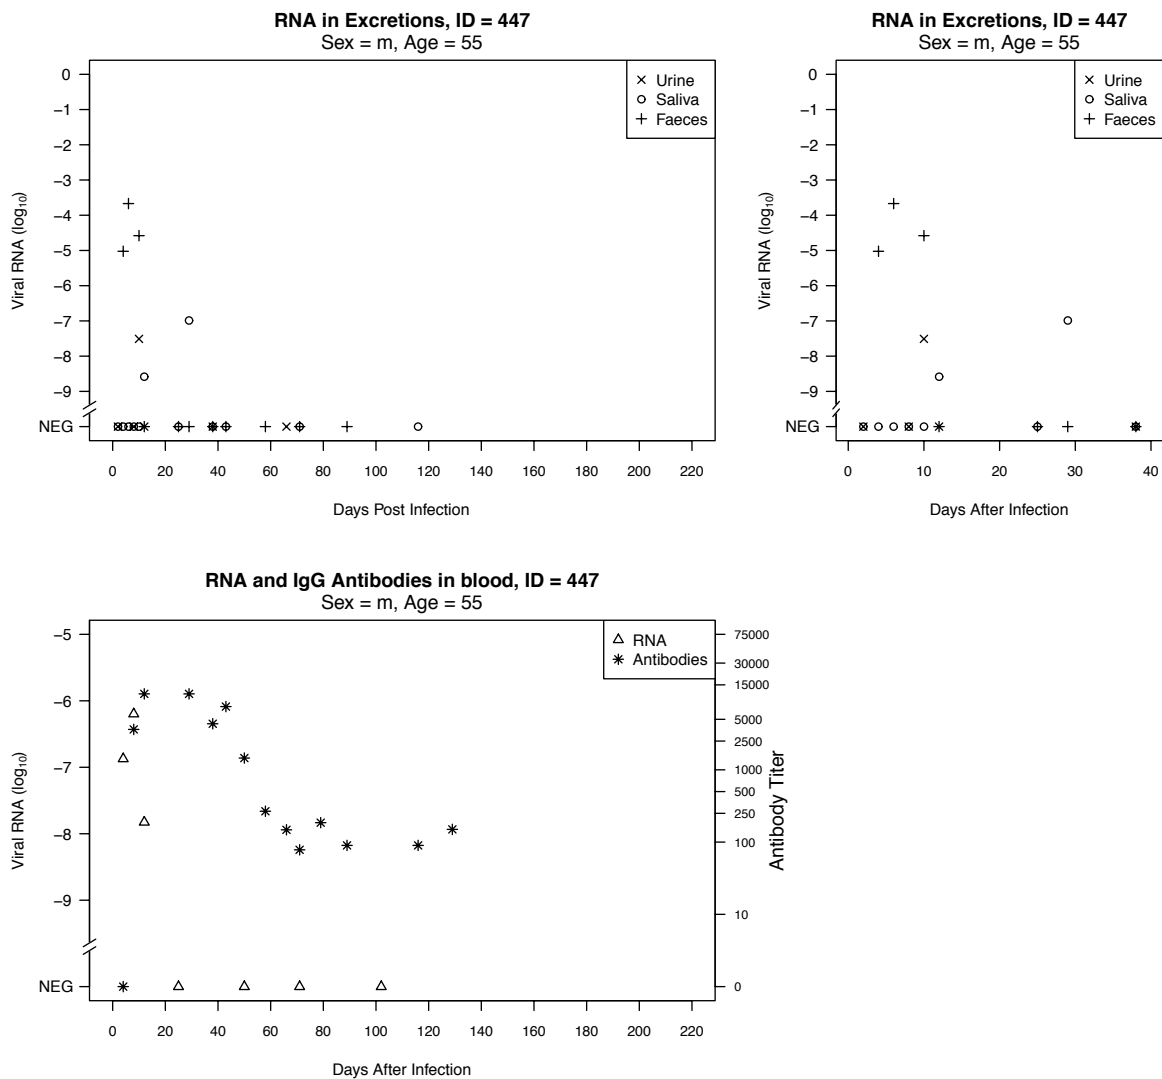 RNA in Excretions, ID = 447
Sex = m, Age = 55
Viral RNA (log10)
0
−1
−2
−3
−4
−5
−6
−7
−8
−9
NEG
Urine
Saliva
Faeces
0 20 40 60 80 100 120 140 160 180 200 220
Days Post Infection
RNA in Excretions, ID = 447
Sex = m, Age = 55
Viral RNA (log10)
0
−1
−2
−3
−4
−5
−6
−7
−8
−9
NEG
Urine
Saliva
Faeces
0 10 20 30 40
Days After Infection
RNA and IgG Antibodies in blood, ID = 447
Sex = m, Age = 55
Viral RNA (log10)
−5
−6
−7
−8
−9
NEG
RNA
Antibodies
75000
30000
15000
5000
2500
1000
500
250
100
10
0
Antibody Titer
0 20 40 60 80 100 120 140 160 180 200 220
Days After Infection